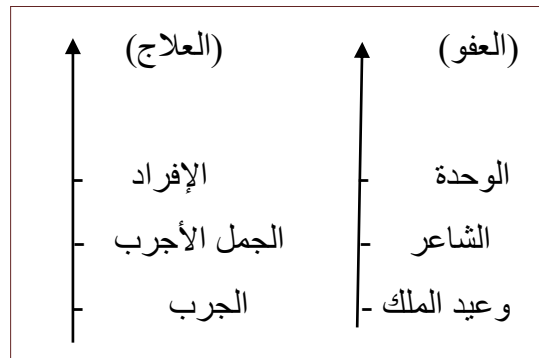 (العفو) (العلاج)
الوحدة - الإفراد -
الشاعر - الجمل الأجرب -
وعيد الملك - الجرب -